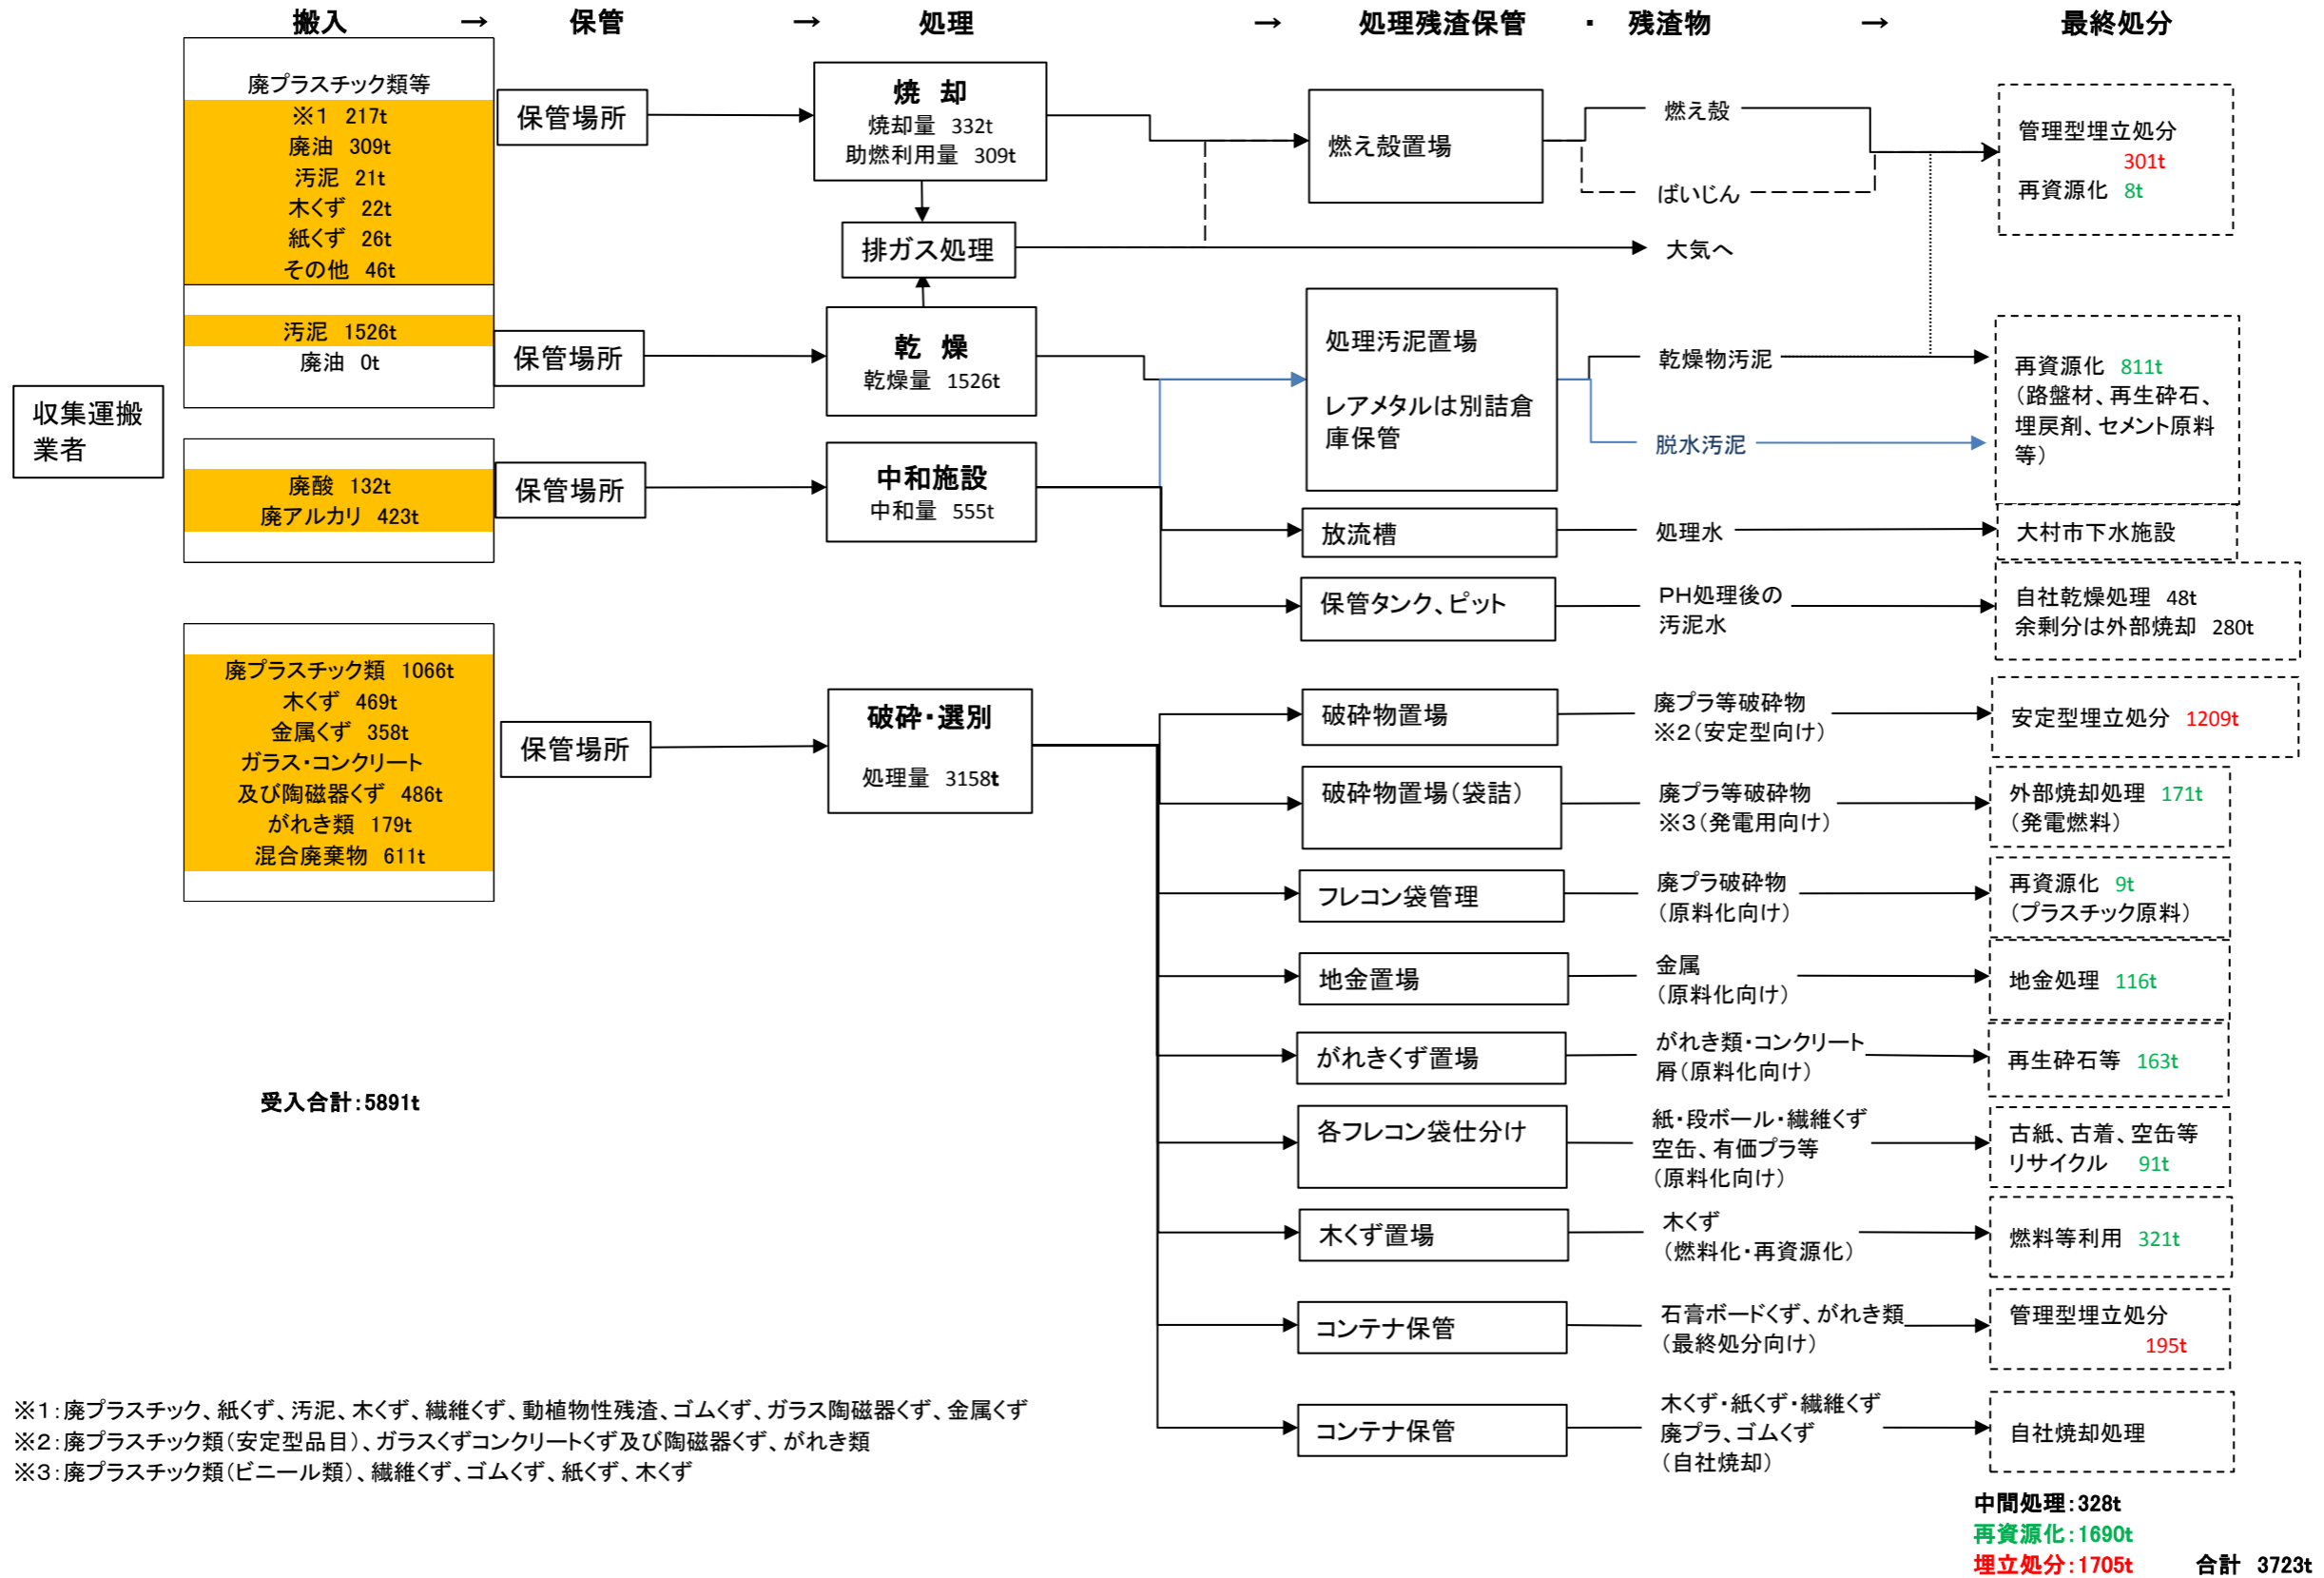 搬入 → 保管 → 処理 → 処理残渣保管 ・ 残渣物 → 最終処分
収集運搬
業者
廃プラスチック類等
※1 217t
廃油 309t
汚泥 21t
木くず 22t
紙くず 26t
その他 46t
汚泥 1526t
廃油 0t
廃酸 132t
廃アルカリ 423t
廃プラスチック類 1066t
木くず 469t
金属くず 358t
ガラス・コンクリート
及び陶磁器くず 486t
がれき類 179t
混合廃棄物 611t
受入合計:5891t
保管場所
保管場所
保管場所
保管場所
焼 却
焼却量 332t
助燃利用量 309t
排ガス処理
乾 燥
乾燥量 1526t
中和施設
中和量 555t
破砕・選別
処理量 3158t
燃え殻置場
処理汚泥置場
レアメタルは別詰倉
庫保管
放流槽
保管タンク、ピット
破砕物置場
破砕物置場(袋詰)
フレコン袋管理
地金置場
がれきくず置場
各フレコン袋仕分け
木くず置場
コンテナ保管
コンテナ保管
燃え殻
ばいじん
大気へ
乾燥物汚泥
脱水汚泥
処理水
PH処理後の
汚泥水
廃プラ等破砕物
※2(安定型向け)
廃プラ等破砕物
※3(発電用向け)
廃プラ破砕物
(原料化向け)
金属
(原料化向け)
がれき類・コンクリート
屑(原料化向け)
紙・段ボール・繊維くず
空缶、有価プラ等
(原料化向け)
木くず
(燃料化・再資源化)
石膏ボードくず、がれき類
(最終処分向け)
木くず・紙くず・繊維くず
廃プラ、ゴムくず
(自社焼却)
管理型埋立処分
301t
再資源化 8t
再資源化 811t
(路盤材、再生砕石、
埋戻剤、セメント原料
等)
大村市下水施設
自社乾燥処理 48t
余剰分は外部焼却 280t
安定型埋立処分 1209t
外部焼却処理 171t
(発電燃料)
再資源化 9t
(プラスチック原料)
地金処理 116t
再生砕石等 163t
古紙、古着、空缶等
リサイクル 91t
燃料等利用 321t
管理型埋立処分
195t
自社焼却処理
※1:廃プラスチック、紙くず、汚泥、木くず、繊維くず、動植物性残渣、ゴムくず、ガラス陶磁器くず、金属くず
※2:廃プラスチック類(安定型品目)、ガラスくずコンクリートくず及び陶磁器くず、がれき類
※3:廃プラスチック類(ビニール類)、繊維くず、ゴムくず、紙くず、木くず
中間処理:328t
再資源化:1690t
埋立処分:1705t 合計 3723t